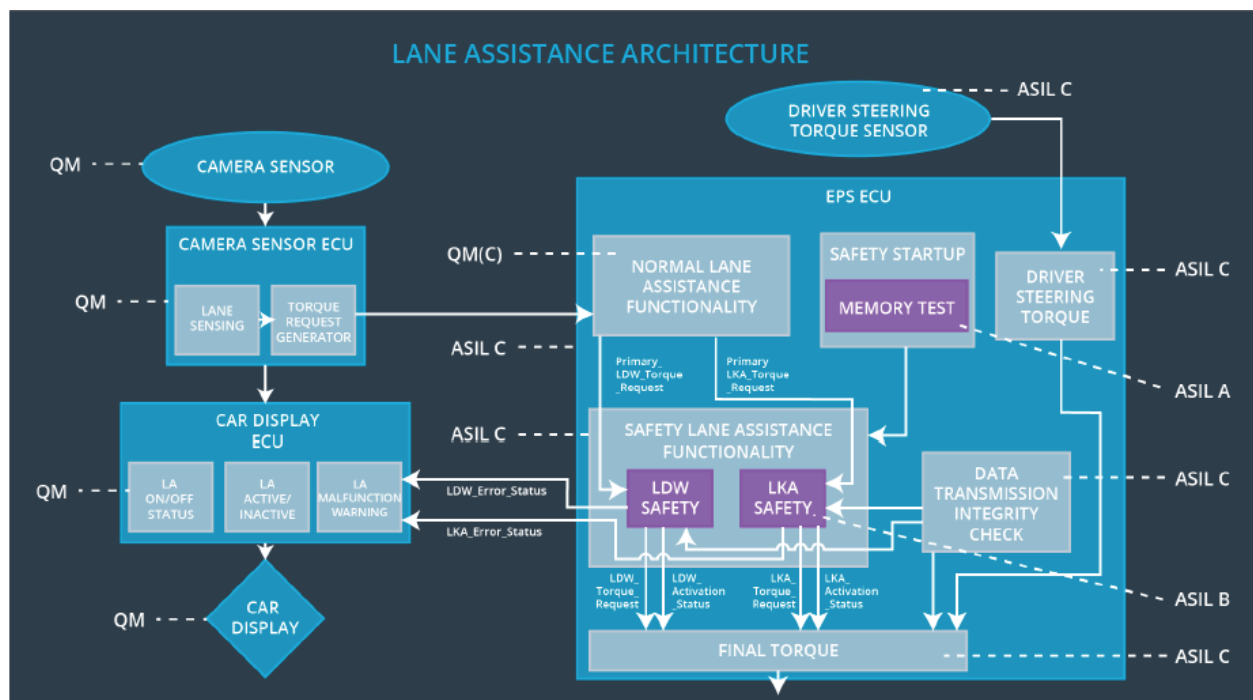 LANE ASSISTANCE ARCHITECTURE
ASIL C
DRIVER STEERING
TORQUE SENSOR
QM
CAMERA SENSOR
EPS ECU
CAMERA SENSOR ECU
QM(C)
NORMAL LANE
ASSISTANCE
FUNCTIONALITY
SAFETY STARTUP
MEMORY TEST
DRIVER
STEERING
TORQUE
ASIL C
QM
LANE
SENSING
TORQUE
REQUEST
GENERATOR
ASIL C
Primary_
LDW_Torque
_Request
Primary
LKA_Torque
_Request
ASIL A
CAR DISPLAY
ECU
ASIL C
SAFETY LANE ASSISTANCE
FUNCTIONALITY
QM
LA
ON/OFF
STATUS
LA
ACTIVE/
INACTIVE
LA
MALFUNCTION
WARNING
LDW_Error_Status
LKA_Error_Status
LDW
SAFETY
LKA
SAFETY
DATA
TRANSMISSION
INTEGRITY
CHECK
ASIL C
LDW_
Torque_
Request
LDW_
Activation
_Status
LKA_
Torque_
Request
LKA_
Activation
_Status
ASIL B
QM
CAR
DISPLAY
FINAL TORQUE
ASIL C